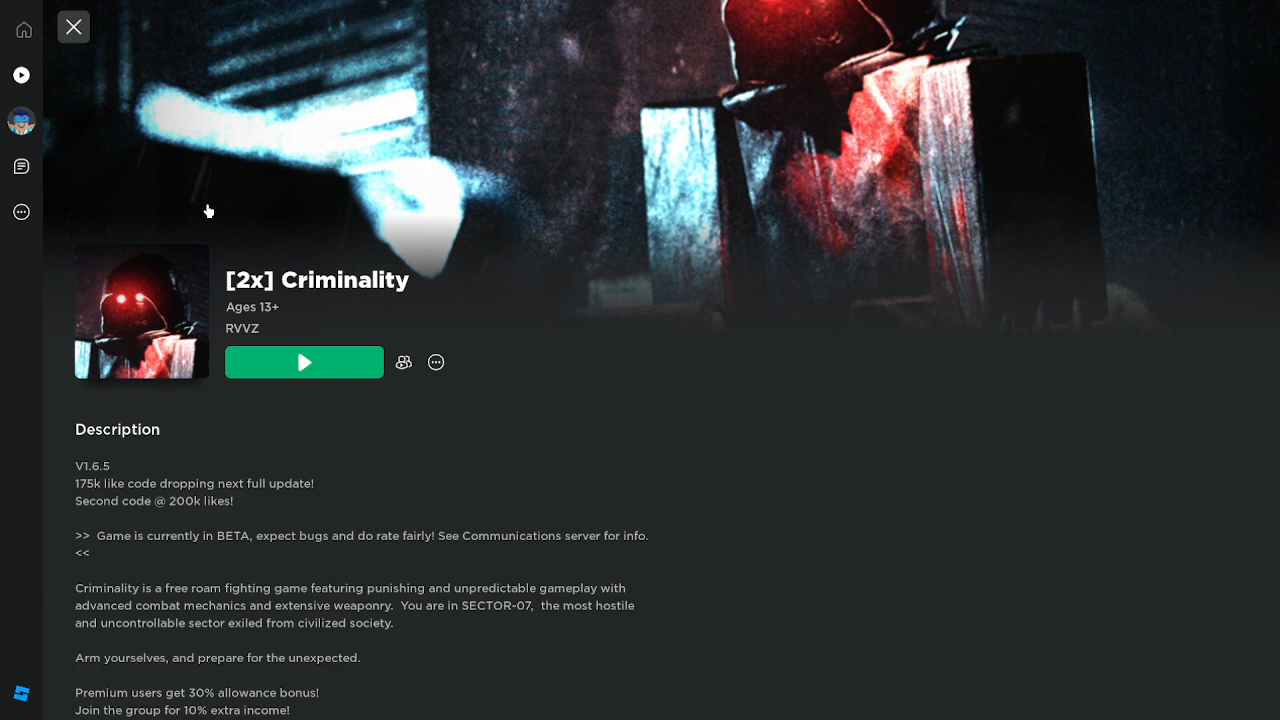 [2x] Criminality
Ages 13+
RVVZ
Description
V1.6.5
175k like code dropping next full update!
Second code @ 200k likes!
>>  Game is currently in BETA, expect bugs and do rate fairly! See Communications server for info.
<<
Criminality is a free roam fighting game featuring punishing and unpredictable gameplay with
advanced combat mechanics and extensive weaponry.  You are in SECTOR-07,  the most hostile
and uncontrollable sector exiled from civilized society.
Arm yourselves, and prepare for the unexpected.
Premium users get 30% allowance bonus!
Join the group for 10% extra income!